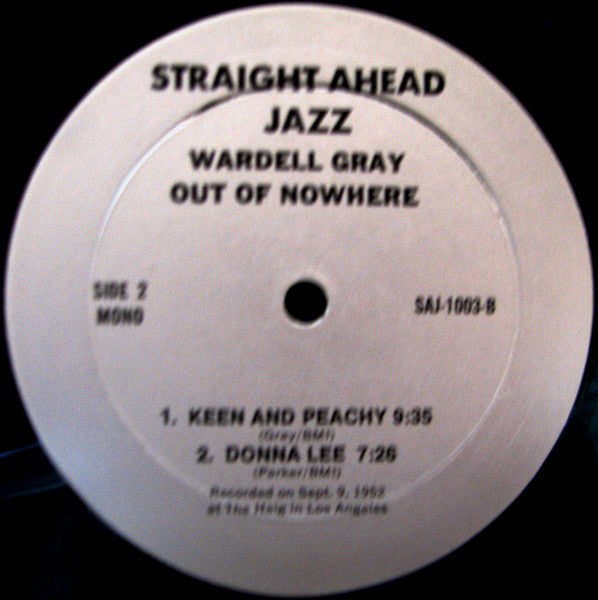 STRAIGHT AHEAD
JAZZ
WARDELL GRAY
OUT OF NOWHERE
SIDE 2
MONO
SAJ-1003-B
1. KEEN AND PEACHY 9:35
(Gray/BMI)
2. DONNA LEE 7:26
(Parker/BMI)
Recorded on Sept. 9, 1952
at The Haig in Los Angeles